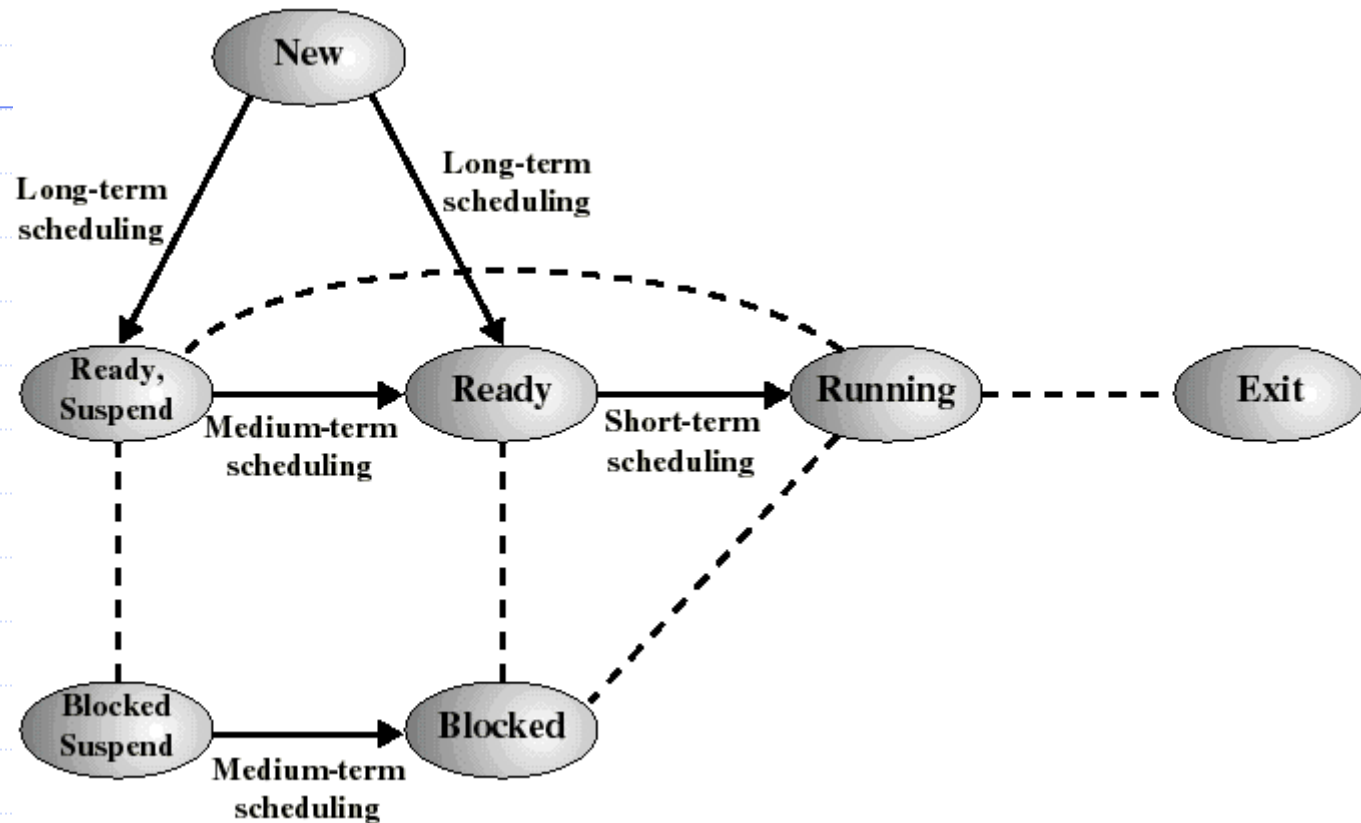 New
Long-term
scheduling
Long-term
scheduling
Ready,
Suspend
Medium-term
scheduling
Ready
Short-term
scheduling
Running
Exit
Blocked
Suspend
Medium-term
scheduling
Blocked